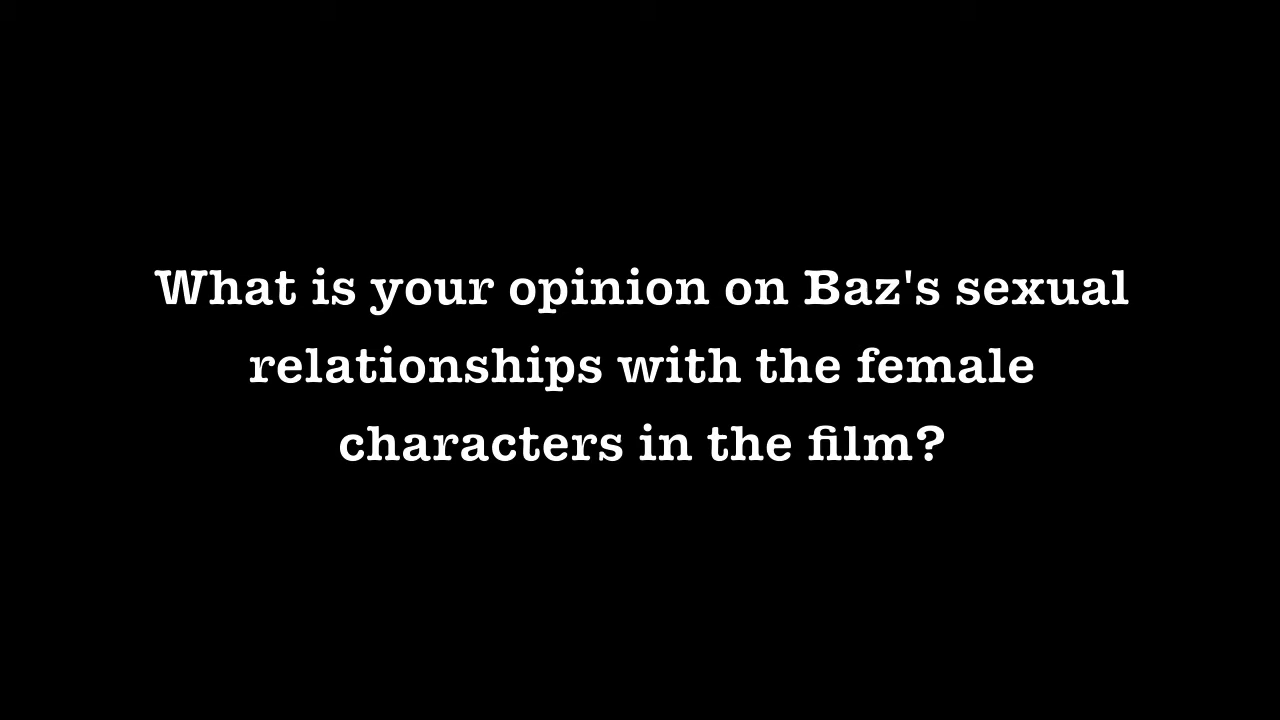 What is your opinion on Baz's sexual
relationships with the female
characters in the film?